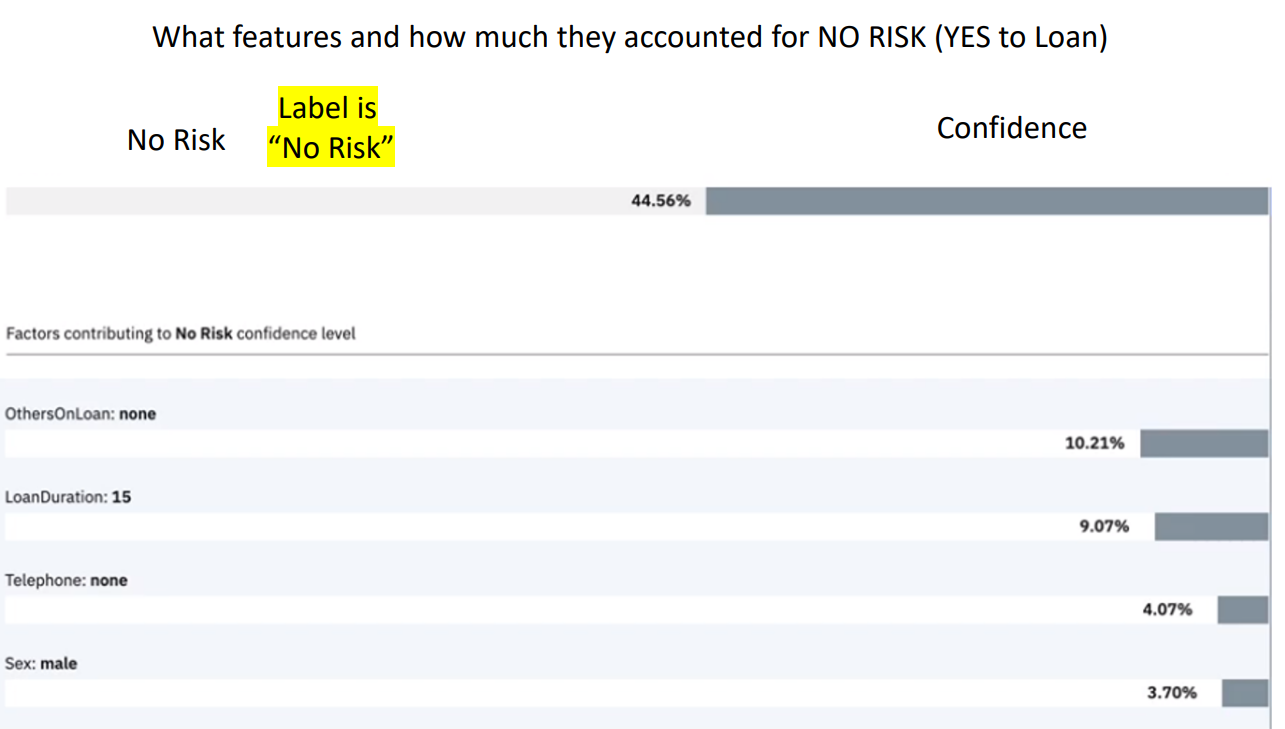 What features and how much they accounted for NO RISK (YES to Loan)
No Risk
Label is
“No Risk”
Confidence
44.56%
Factors contributing to No Risk confidence level
OthersOnLoan: none
10.21%
LoanDuration: 15
9.07%
Telephone: none
4.07%
Sex: male
3.70%